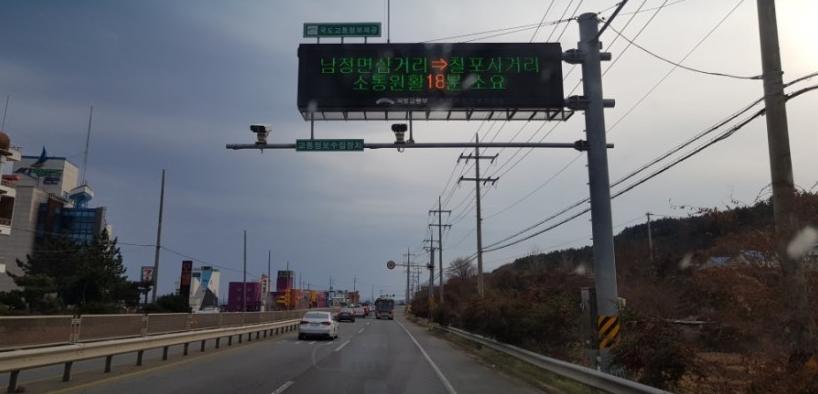 국도교통정보제공
남정면삼거리⇒칠포사거리
소통원활18분 소요
국토교통부
교통정보수집장치